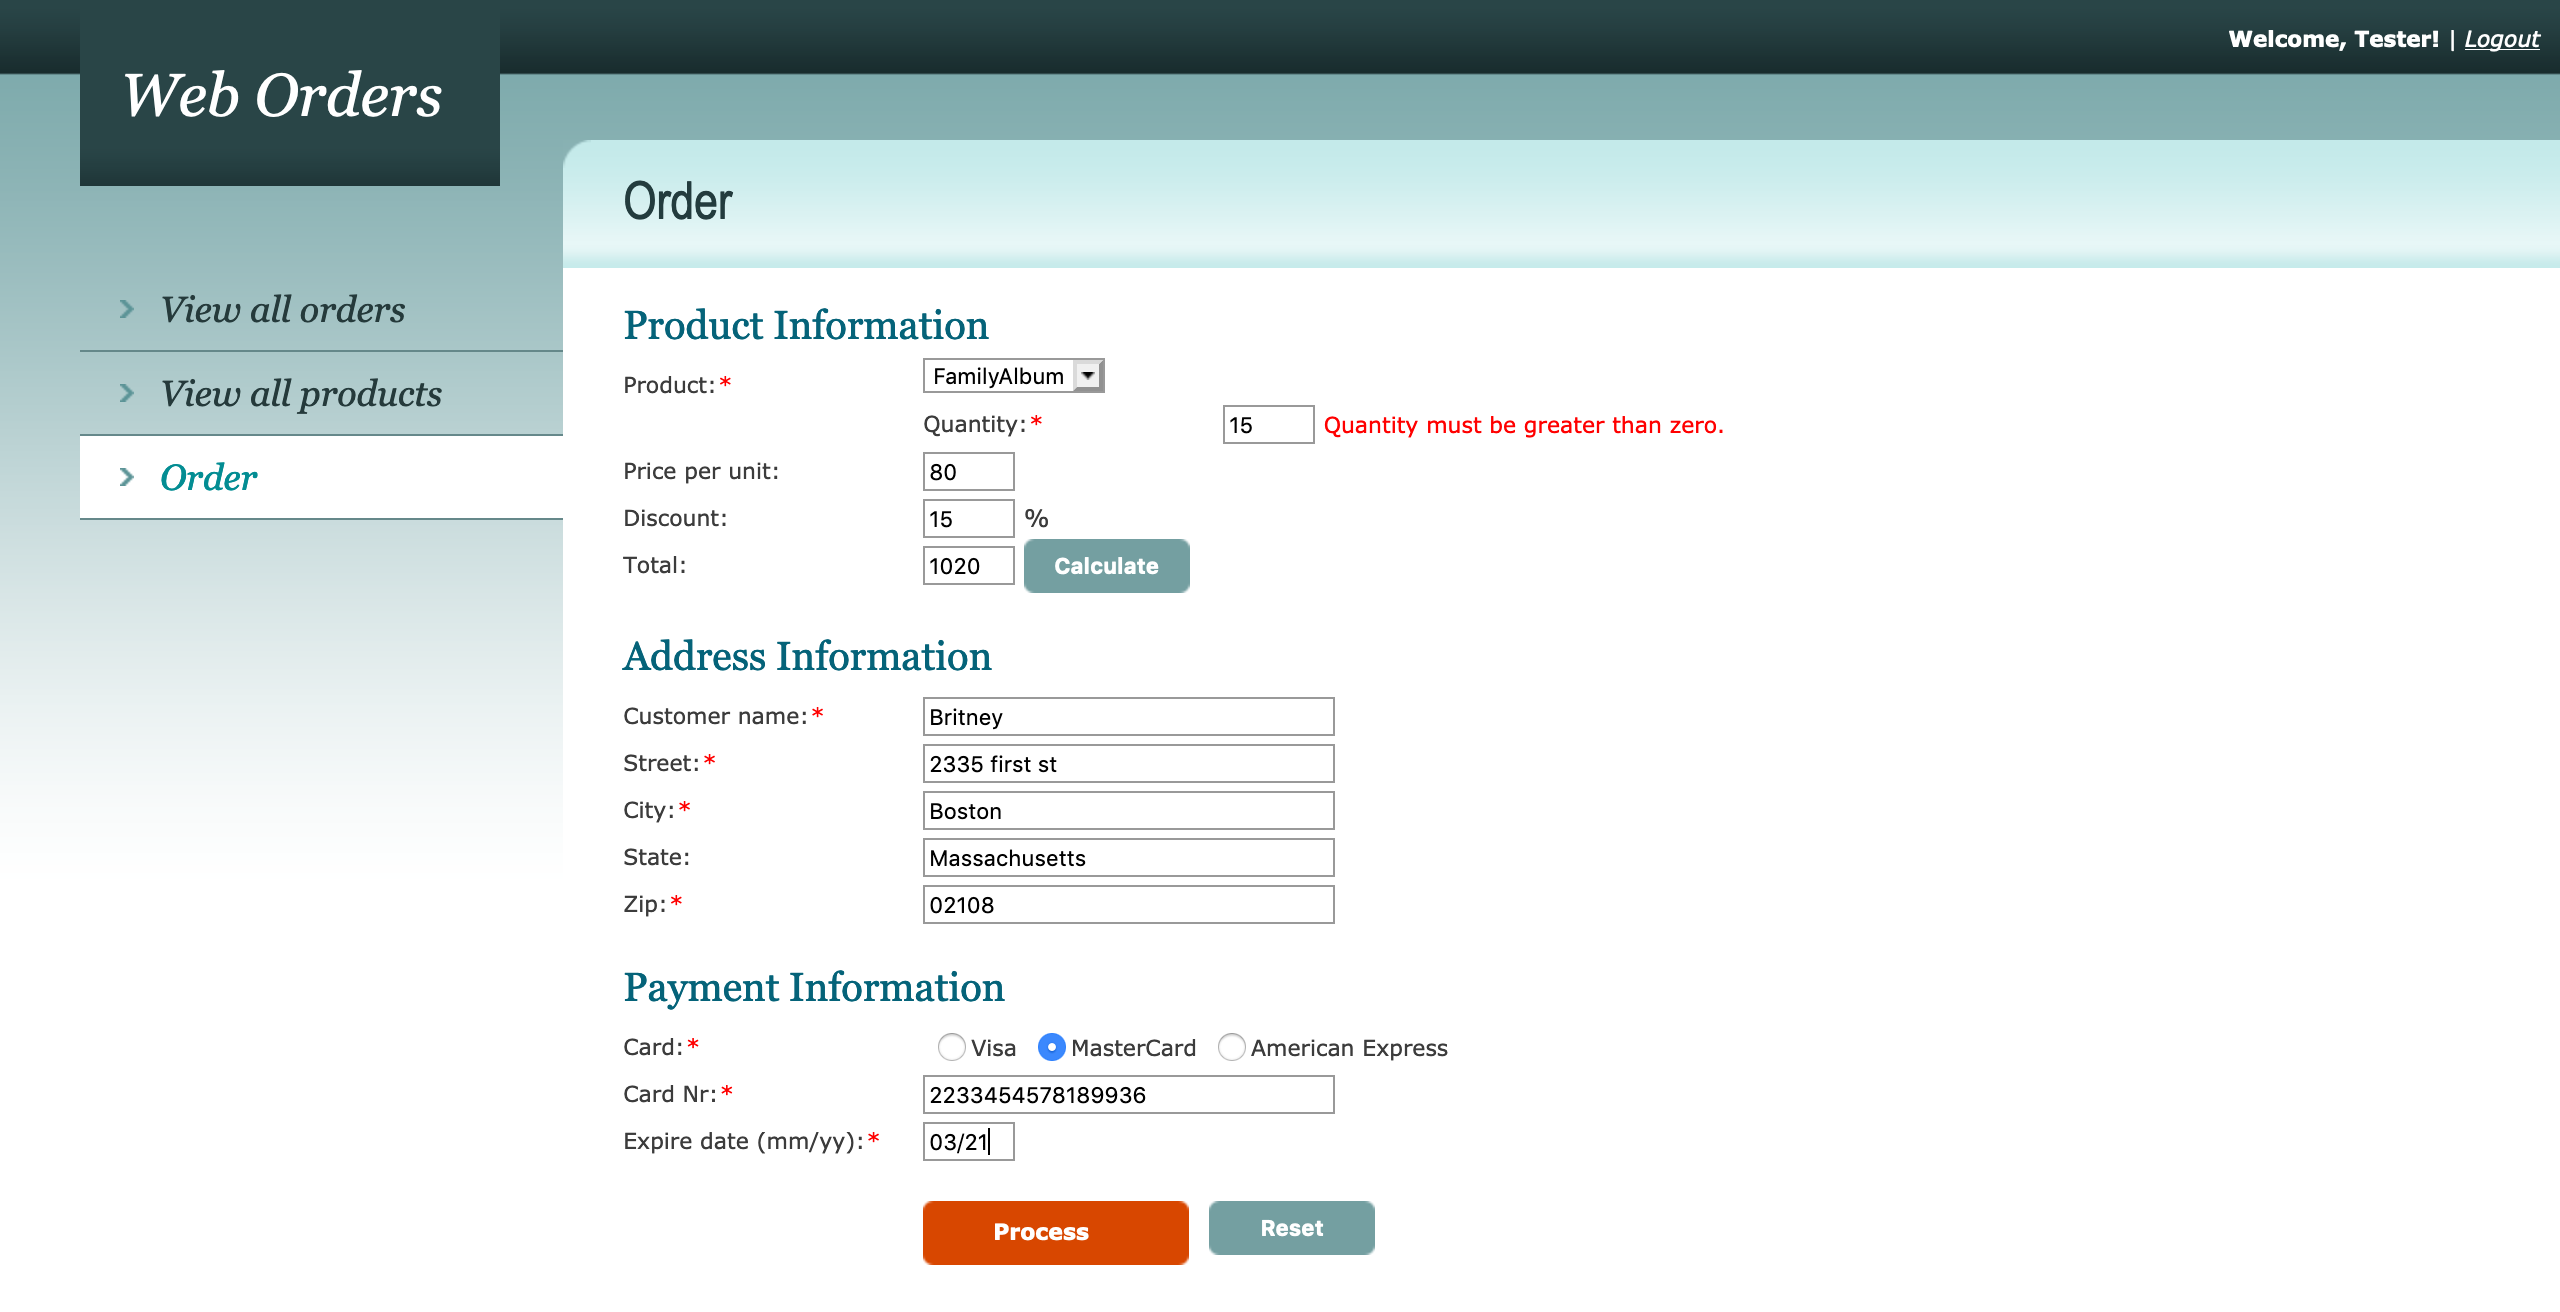 Welcome, Tester! | Logout
Web Orders
View all orders
View all products
Order
Order
Product Information
Product:* FamilyAlbum
Quantity:* 15 Quantity must be greater than zero.
Price per unit: 80
Discount: 15 %
Total: 1020 Calculate
Address Information
Customer name:* Britney
Street:* 2335 first st
City:* Boston
State: Massachusetts
Zip:* 02108
Payment Information
Card:* Visa MasterCard American Express
Card Nr:* 2233454578189936
Expire date (mm/yy):* 03/21
Process Reset